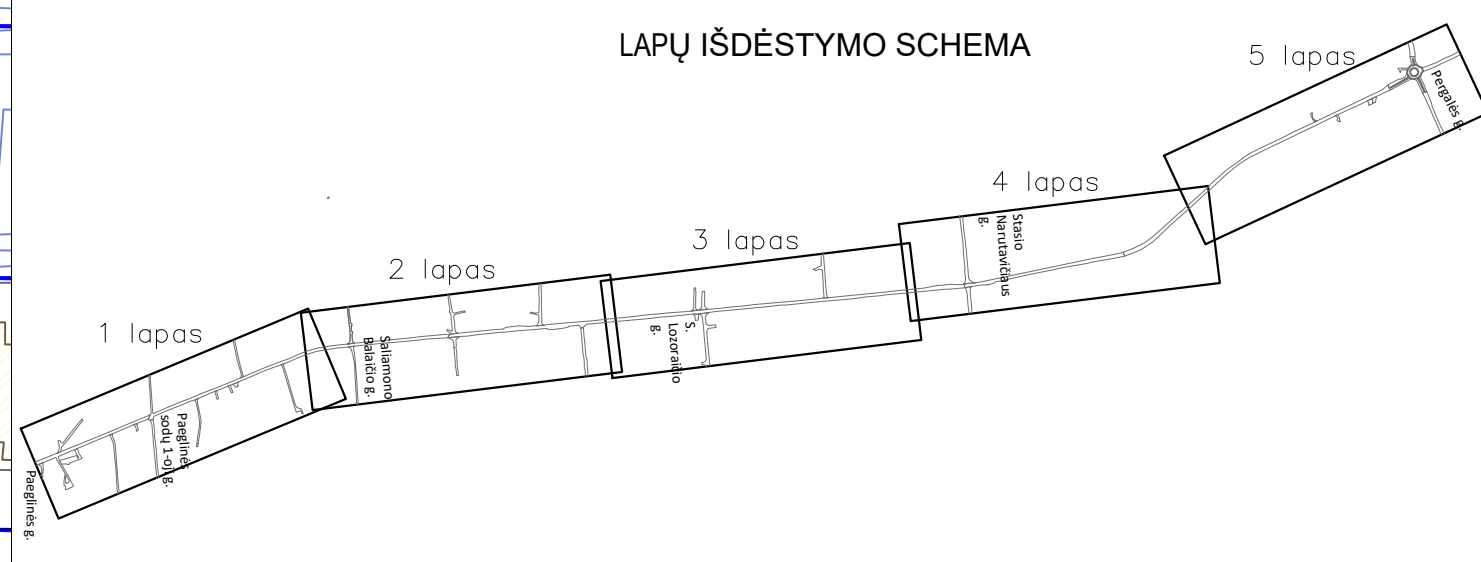 LAPŲ IŠDĖSTYMO SCHEMA
1 lapas
Paeglinės g.
Paeglinės
sodų 1-oji g.
2 lapas
Saliamono
Balaičio g.
3 lapas
S.
Lozoraičio
g.
4 lapas
Stasio
Narutavičiaus
g.
5 lapas
Pergalės g.